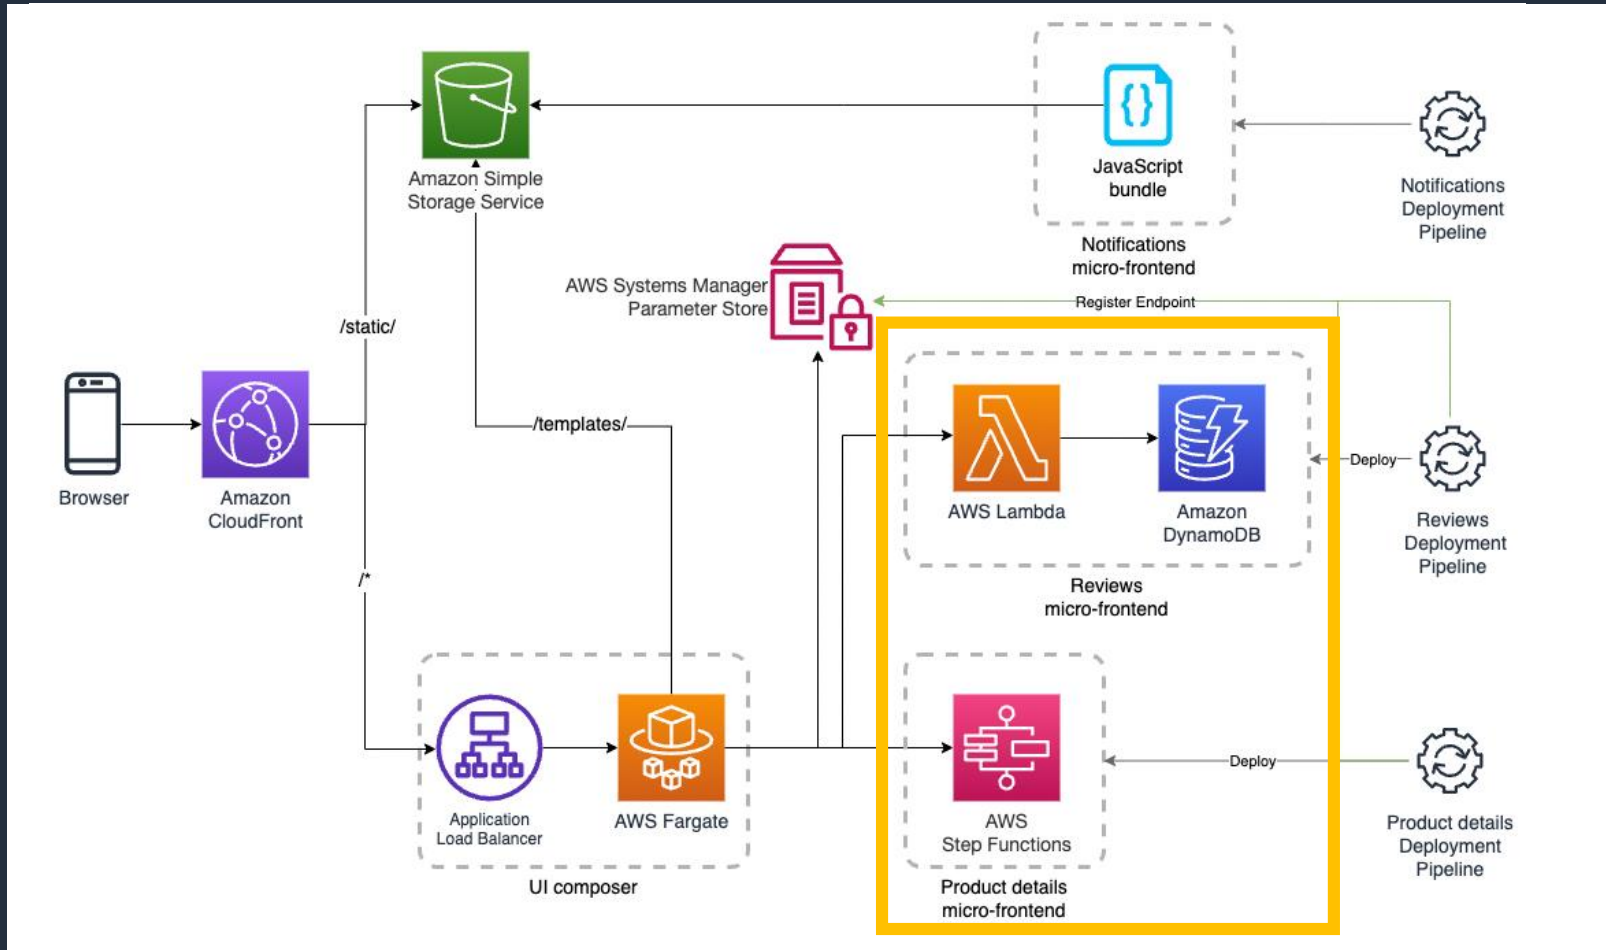 Amazon Simple
Storage Service
JavaScript
bundle
Notifications
micro-frontend
Notifications
Deployment
Pipeline
AWS Systems Manager
Parameter Store
Register Endpoint
/static/
/templates/
Browser
Amazon
CloudFront
/*
AWS Lambda
Amazon
DynamoDB
Reviews
micro-frontend
Deploy
Reviews
Deployment
Pipeline
Application
Load Balancer
AWS Fargate
UI composer
AWS
Step Functions
Product details
micro-frontend
Deploy
Product details
Deployment
Pipeline